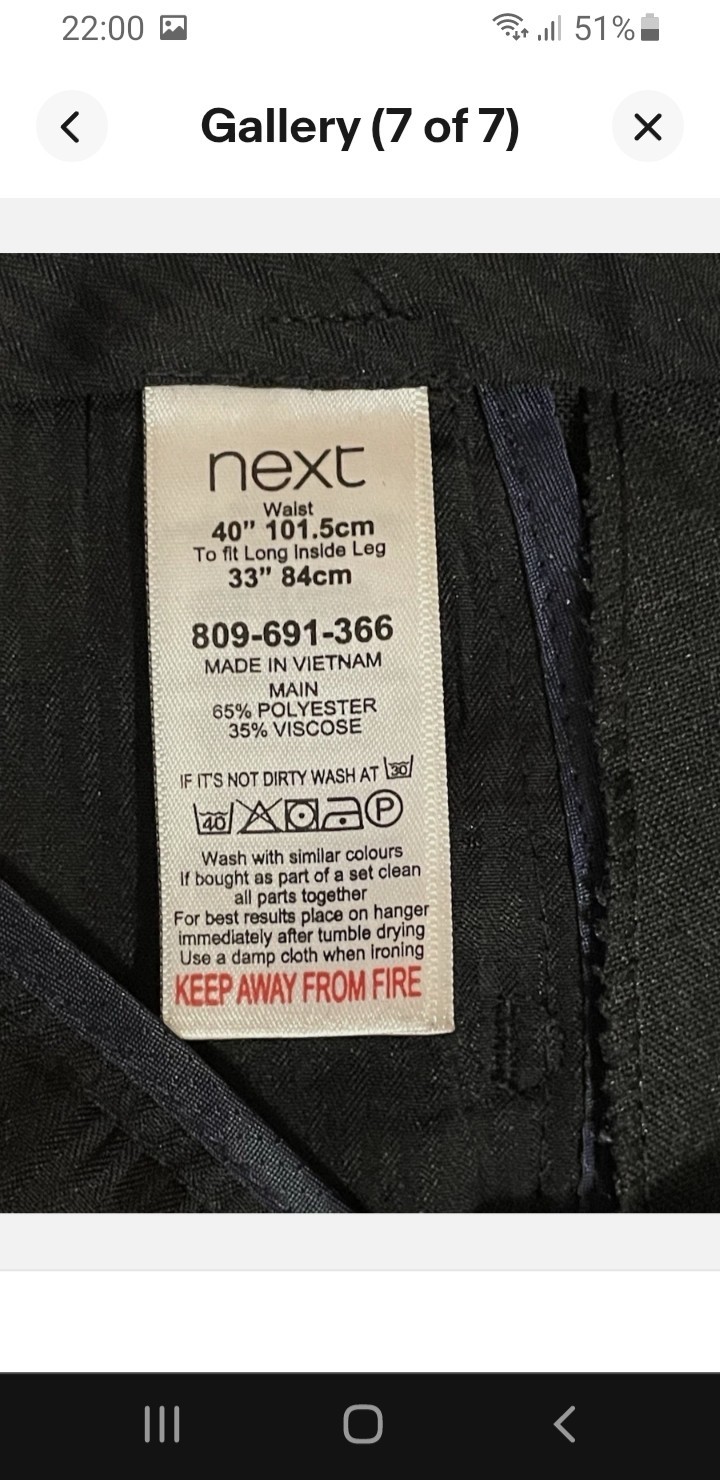 22:00 51%
Gallery (7 of 7)
next
Waist
40" 101.5cm
To fit Long Inside Leg
33" 84cm
809-691-366
MADE IN VIETNAM
MAIN
65% POLYESTER
35% VISCOSE
IF IT'S NOT DIRTY WASH AT 30
40 P
Wash with similar colours
If bought as part of a set clean
all parts together
For best results place on hanger
immediately after tumble drying
Use a damp cloth when ironing
KEEP AWAY FROM FIRE